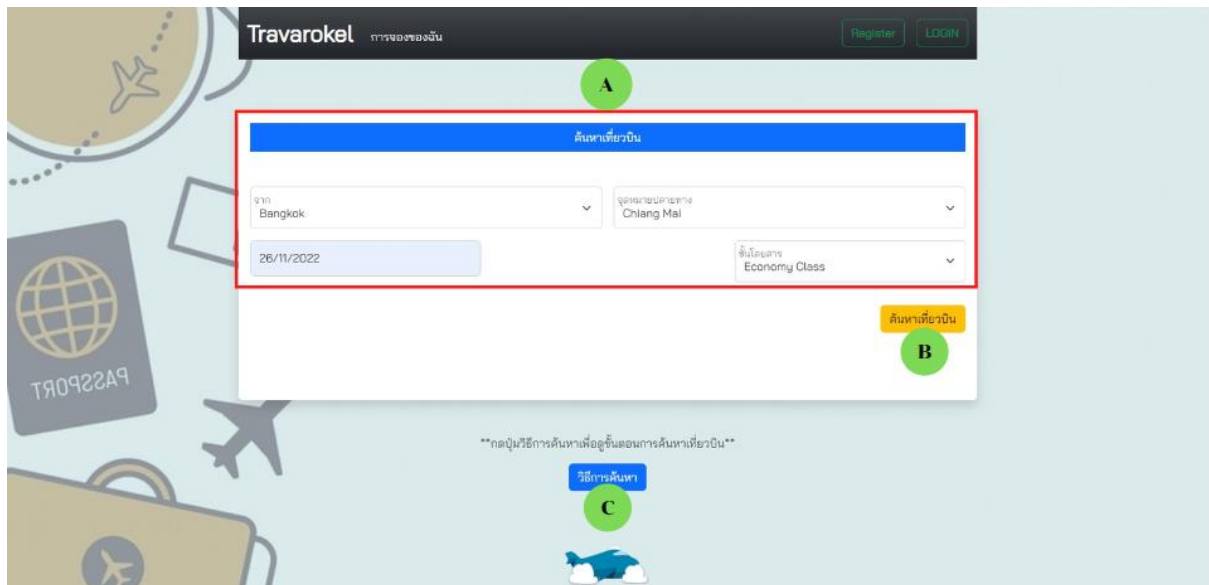 Travarokel การจองของฉัน Register LOGIN
A
ค้นหาเที่ยวบิน
จาก จุดหมายปลายทาง
Bangkok Chiang Mai
ชั้นโดยสาร
26/11/2022 Economy Class
ค้นหาเที่ยวบิน
B
PASSPORT
**กดปุ่มวิธีการค้นหาเพื่อดูขั้นตอนการค้นหาเที่ยวบิน**
วิธีการค้นหา
C